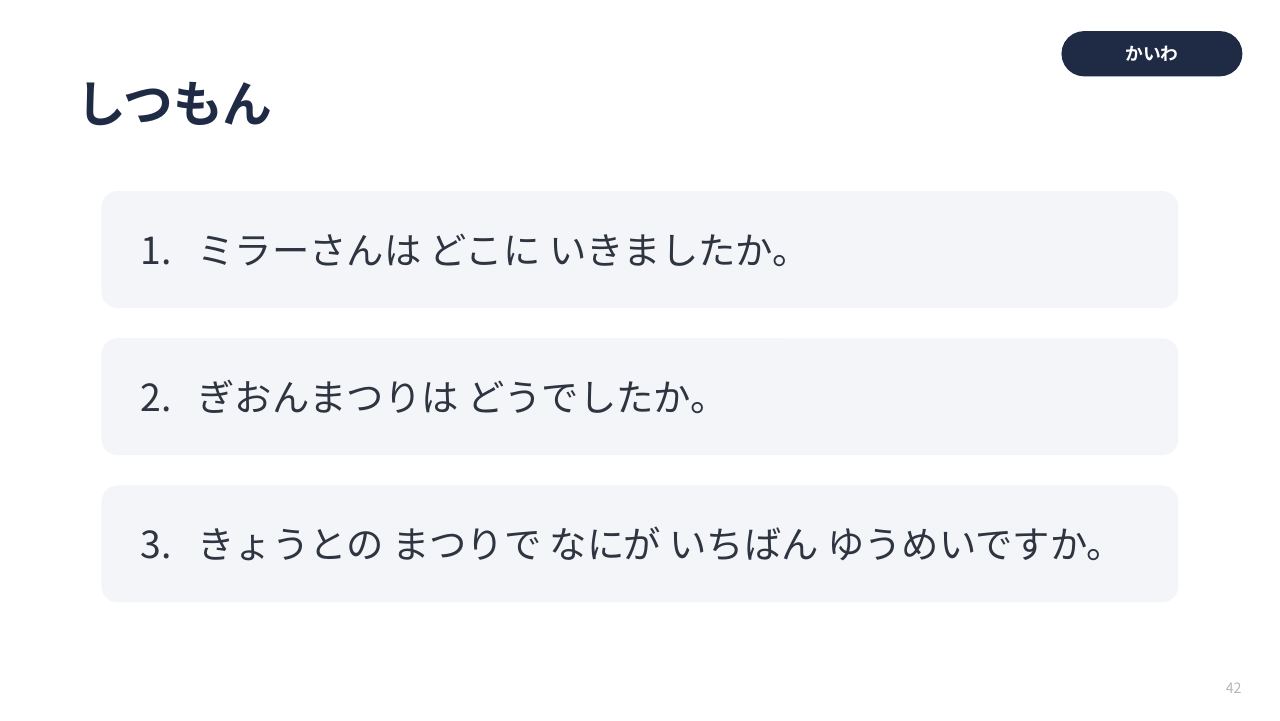 かいわ
しつもん
1. ミラーさんは どこに いきましたか。
2. ぎおんまつりは どうでしたか。
3. きょうとの まつりで なにが いちばん ゆうめいですか。
42